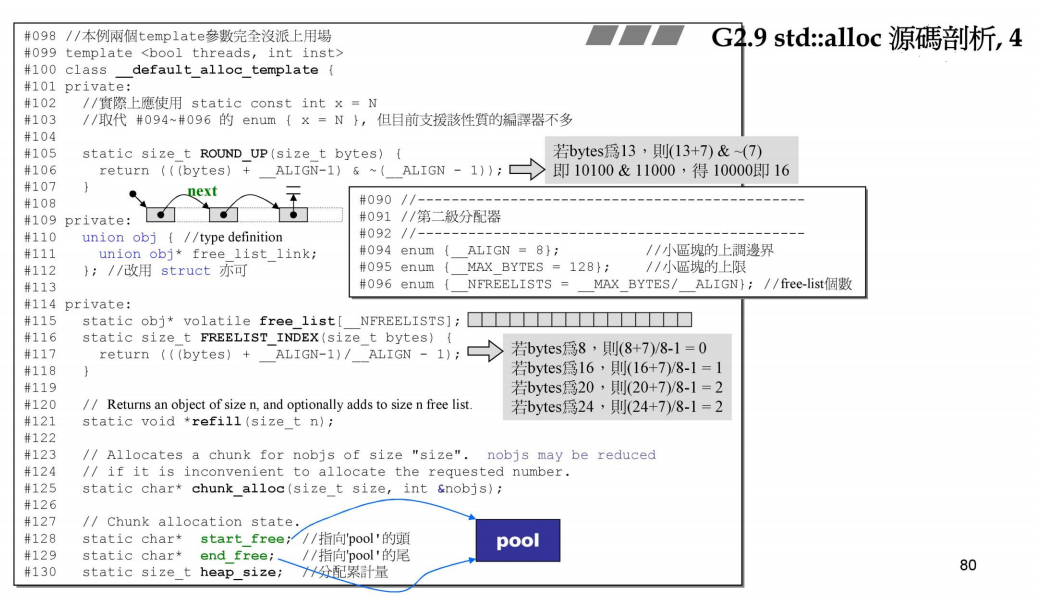 G2.9 std::alloc 源碼剖析, 4
#098 //本例兩個template參數完全沒派上用場
#099 template <bool threads, int inst>
#100 class __default_alloc_template {
#101 private:
#102   //實際上應使用 static const int x = N
#103   //取代 #094~#096 的 enum { x = N }, 但目前支援該性質的編譯器不多
#104
#105   static size_t ROUND_UP(size_t bytes) {
#106     return (((bytes) + __ALIGN-1) & ~(__ALIGN - 1));
#107   }
若bytes爲13，則(13+7) & ~(7)
即 10100 & 11000，得 10000即 16
next
#108
#109 private:
#110   union obj { //type definition
#111     union obj* free_list_link;
#112   }; //改用 struct 亦可
#113
#090 //----------------------------------------------
#091 //第二級分配器
#092 //----------------------------------------------
#094 enum {__ALIGN = 8};          //小區塊的上調邊界
#095 enum {__MAX_BYTES = 128};    //小區塊的上限
#096 enum {__NFREELISTS = __MAX_BYTES/__ALIGN}; //free-list個數
#114 private:
#115   static obj* volatile free_list[__NFREELISTS];
#116   static size_t FREELIST_INDEX(size_t bytes) {
#117     return (((bytes) + __ALIGN-1)/__ALIGN - 1);
#118   }
若bytes爲8，則(8+7)/8-1 = 0
若bytes爲16，則(16+7)/8-1 = 1
若bytes爲20，則(20+7)/8-1 = 2
若bytes爲24，則(24+7)/8-1 = 2
#119
#120   // Returns an object of size n, and optionally adds to size n free list.
#121   static void *refill(size_t n);
#122
#123   // Allocates a chunk for nobjs of size "size".  nobjs may be reduced
#124   // if it is inconvenient to allocate the requested number.
#125   static char* chunk_alloc(size_t size, int &nobjs);
#126
#127   // Chunk allocation state.
#128   static char*  start_free; //指向'pool'的頭
#129   static char*  end_free;   //指向'pool'的尾
#130   static size_t heap_size;  //分配累計量
pool
80